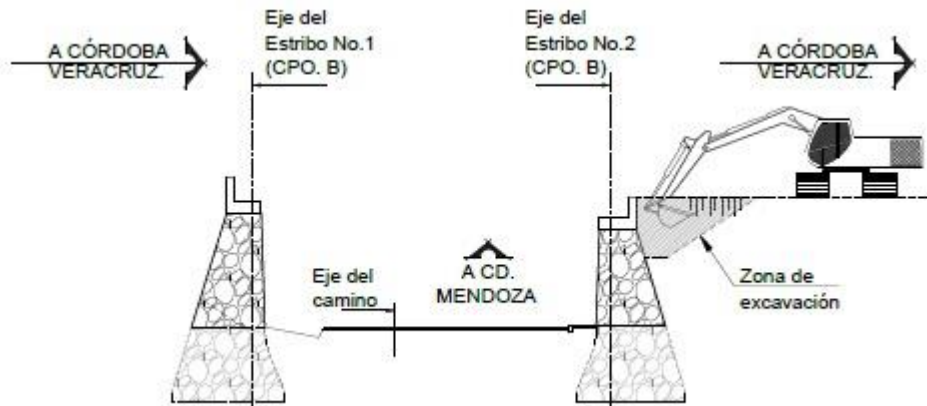 A CÓRDOBA
VERACRUZ.
Eje del
Estribo No.1
(CPO. B)
Eje del
Estribo No.2
(CPO. B)
A CÓRDOBA
VERACRUZ.
Eje del
camino
A CD.
MENDOZA
Zona de
excavación